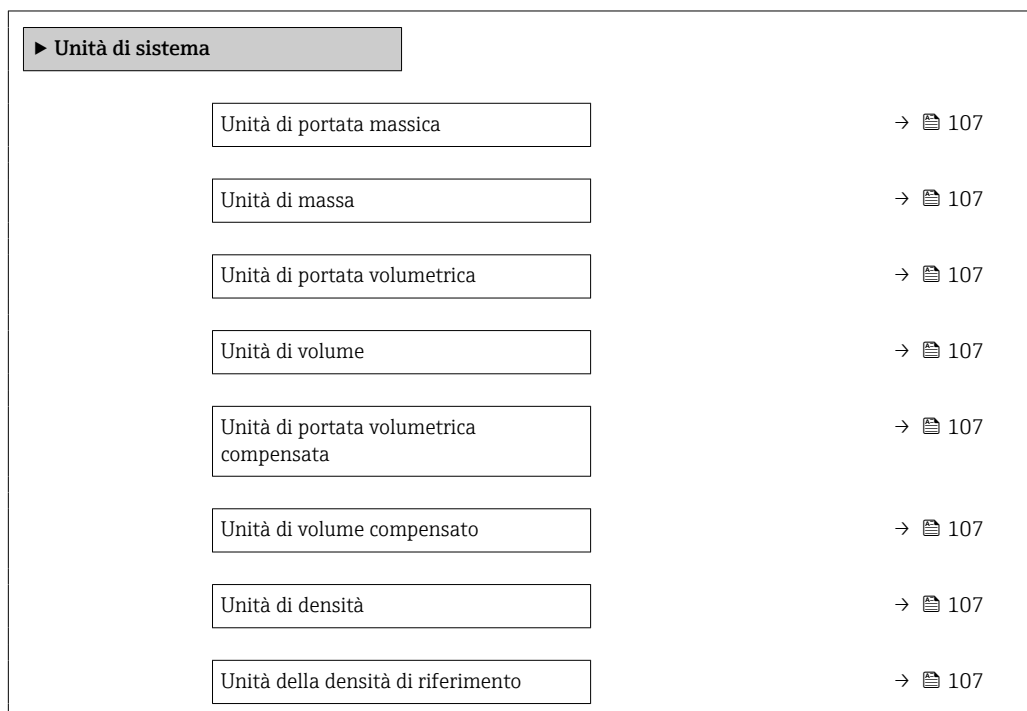 ▶ Unità di sistema
Unità di portata massica → 107
Unità di massa → 107
Unità di portata volumetrica → 107
Unità di volume → 107
Unità di portata volumetrica → 107
compensata
Unità di volume compensato → 107
Unità di densità → 107
Unità della densità di riferimento → 107